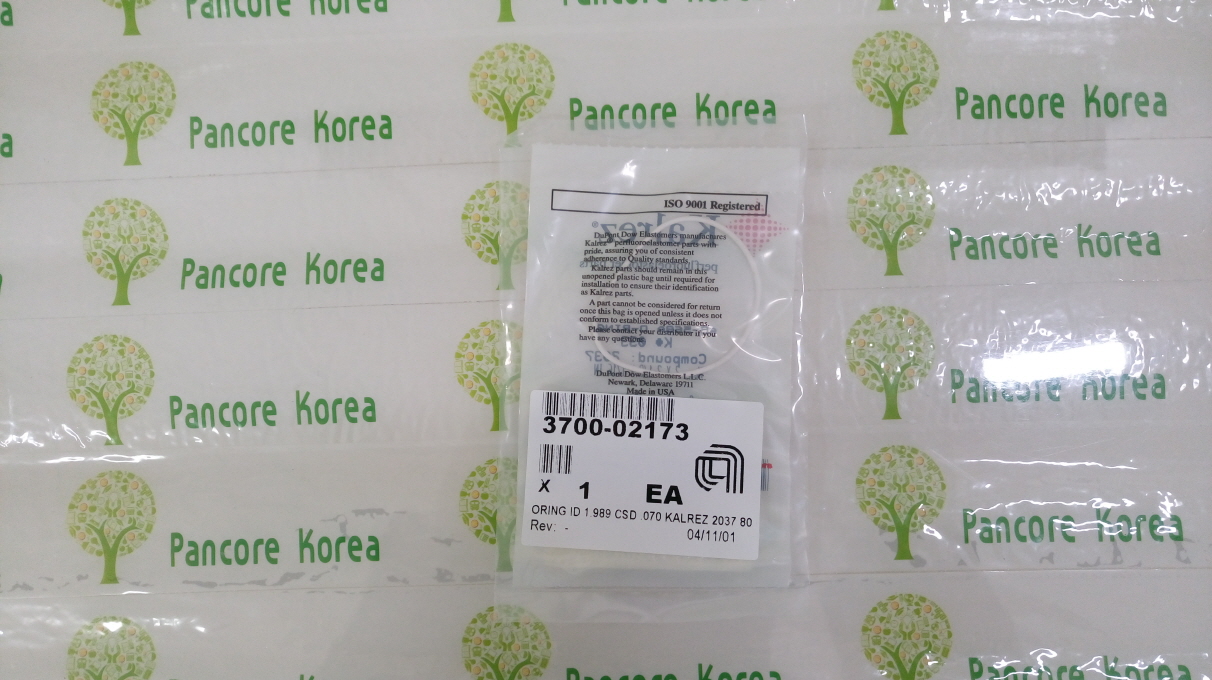 Pancore Korea
Pancore Korea
Pancore Korea
Pancore Korea
Pancore Korea
Pancore Korea
Pancore Korea
Pancore Korea
Pancore Korea
Pancore Korea
Pancore Korea
ISO 9001 Registered
DuPont Dow Elastomers manufactures
Kalrez perfluoroelastomer parts with
pride, assuring you of consistent
adherence to Quality standards.
Kalrez parts should remain in this
unopened plastic bag until required for
installation to ensure their identification
as Kalrez parts.
A part cannot be considered for return
once this bag is opened unless it does not
conform to established specifications.
Please contact your distributor if you
have any questions.
Compound: 2037
DuPont Dow Elastomers L.L.C.
Newark, Delaware 19711
Made in USA
3700-02173
X 1 EA
ORING ID 1.989 CSD .070 KALREZ 2037 80
Rev: -
04/11/01